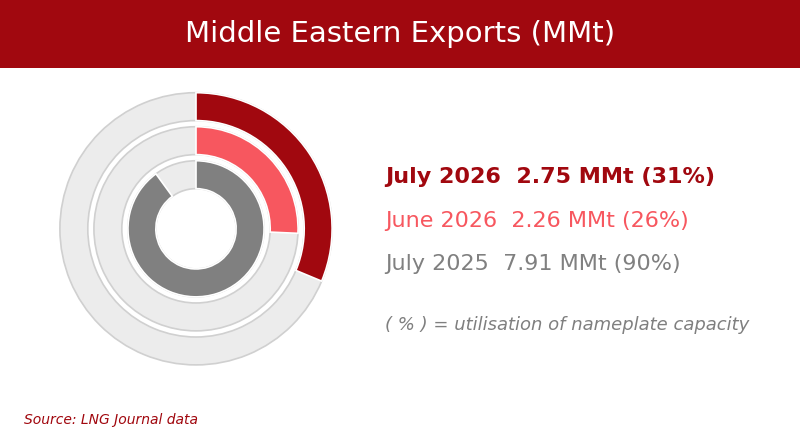 Middle Eastern Exports (MMt)
July 2026  2.75 MMt (31%)
June 2026  2.26 MMt (26%)
July 2025  7.91 MMt (90%)
( % ) = utilisation of nameplate capacity
Source: LNG Journal data